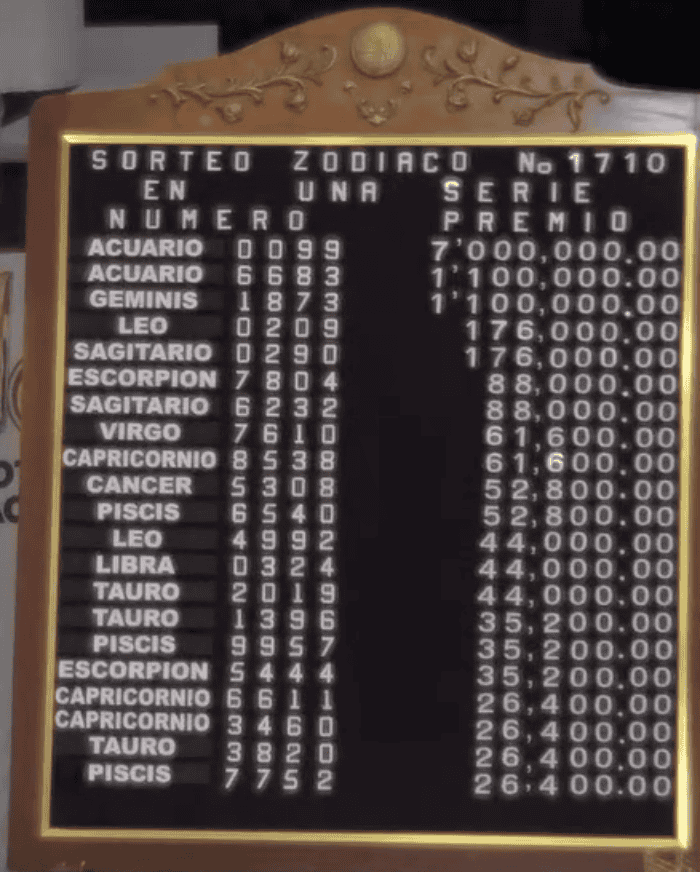 SORTEO ZODIACO No 1710
EN UNA SERIE
NUMERO PREMIO
ACUARIO 0099 7'000,000.00
ACUARIO 6683 1'100,000.00
GEMINIS 1873 1'100,000.00
LEO 0209 176,000.00
SAGITARIO 0290 176,000.00
ESCORPION 7804 88,000.00
SAGITARIO 6232 88,000.00
VIRGO 7610 61,600.00
CAPRICORNIO 8538 61,600.00
CANCER 5308 52,800.00
PISCIS 6540 52,800.00
LEO 4992 44,000.00
LIBRA 0324 44,000.00
TAURO 2019 44,000.00
TAURO 1396 35,200.00
PISCIS 9957 35,200.00
ESCORPION 5444 35,200.00
CAPRICORNIO 6611 26,400.00
CAPRICORNIO 3460 26,400.00
TAURO 3820 26,400.00
PISCIS 7752 26,400.00